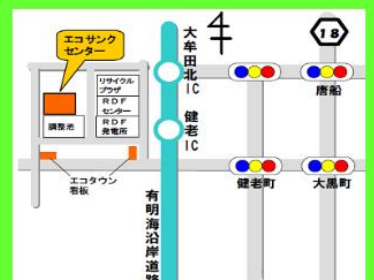 エコサンク
センター
大牟田北IC
18
唐船
リサイクル
プラザ
RDF
センター
RDF
発電所
調整池
健老IC
エコタウン
看板
健老町
大黒町
有明海沿岸道路